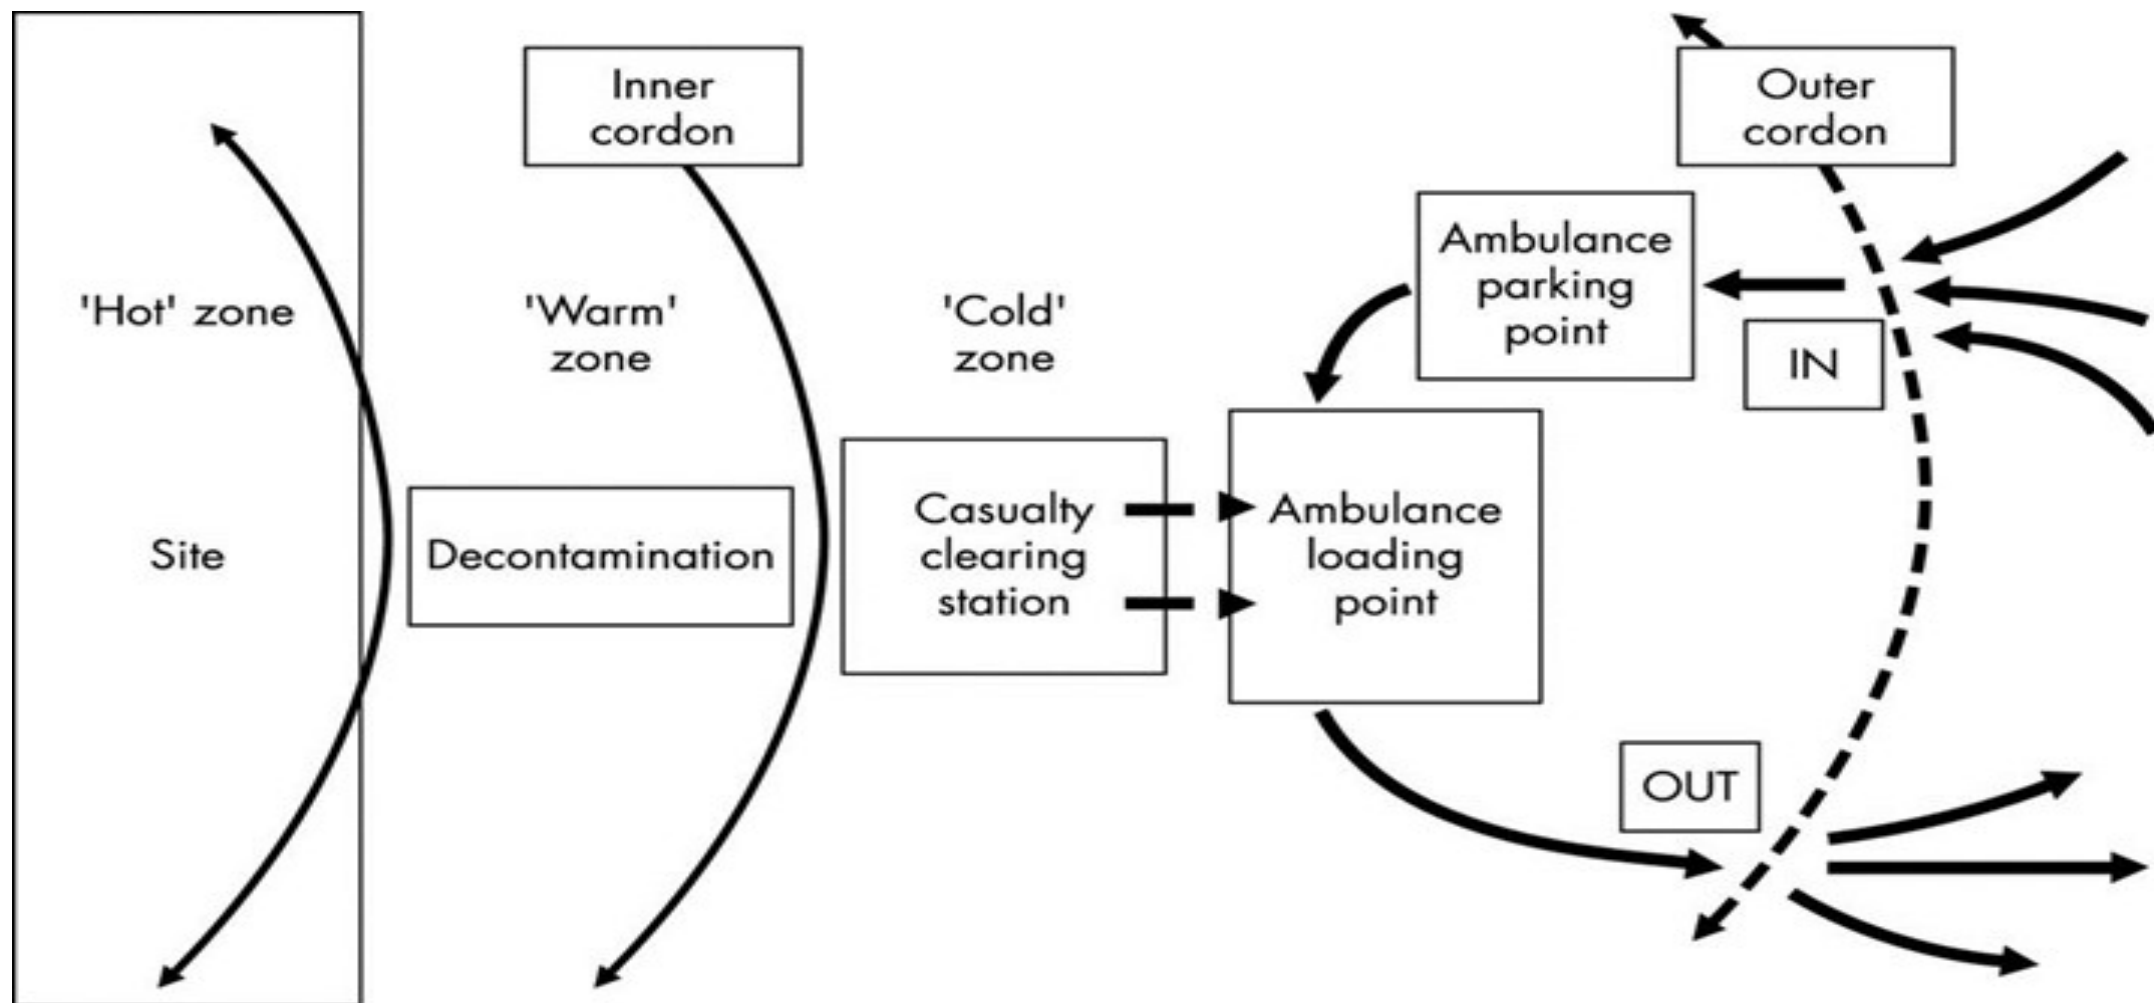 Inner
cordon
Outer
cordon
Ambulance
parking
point
'Hot' zone
'Warm'
zone
'Cold'
zone
IN
Site
Decontamination
Casualty
clearing
station
Ambulance
loading
point
OUT